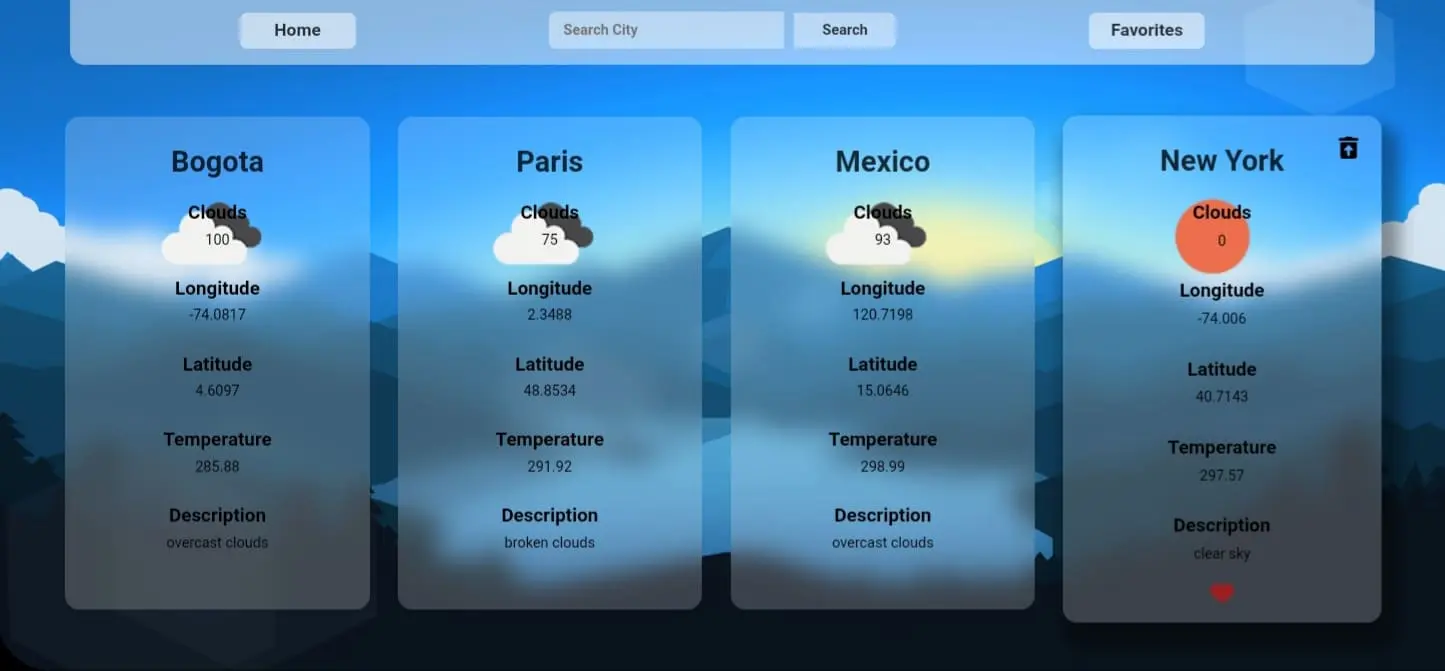 Home
Search City
Search
Favorites
Bogota
Clouds
100
Longitude
-74.0817
Latitude
4.6097
Temperature
285.88
Description
overcast clouds
Paris
Clouds
75
Longitude
2.3488
Latitude
48.8534
Temperature
291.92
Description
broken clouds
Mexico
Clouds
93
Longitude
120.7198
Latitude
15.0646
Temperature
298.99
Description
overcast clouds
New York
Clouds
0
Longitude
-74.006
Latitude
40.7143
Temperature
297.57
Description
clear sky